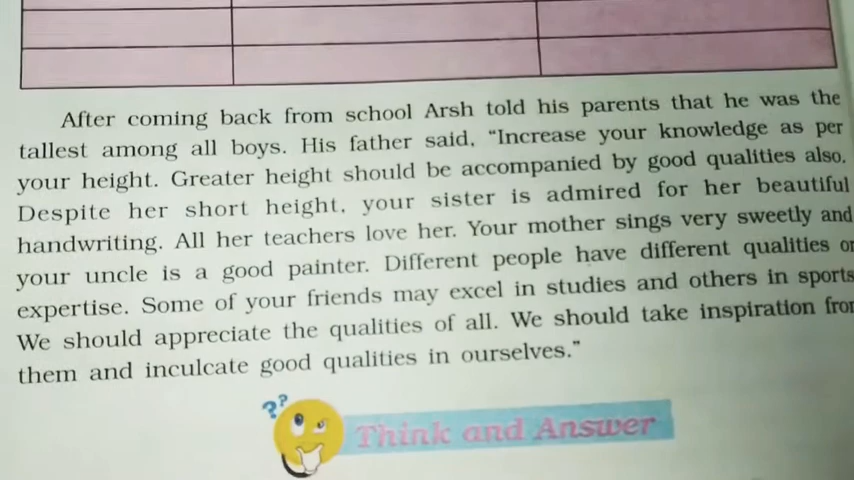 After coming back from school Arsh told his parents that he was the
tallest among all boys. His father said, “Increase your knowledge as per
your height. Greater height should be accompanied by good qualities also.
Despite her short height, your sister is admired for her beautiful
handwriting. All her teachers love her. Your mother sings very sweetly and
your uncle is a good painter. Different people have different qualities or
expertise. Some of your friends may excel in studies and others in sports
We should appreciate the qualities of all. We should take inspiration
them and inculcate good qualities in ourselves.”
??
Think and Answer